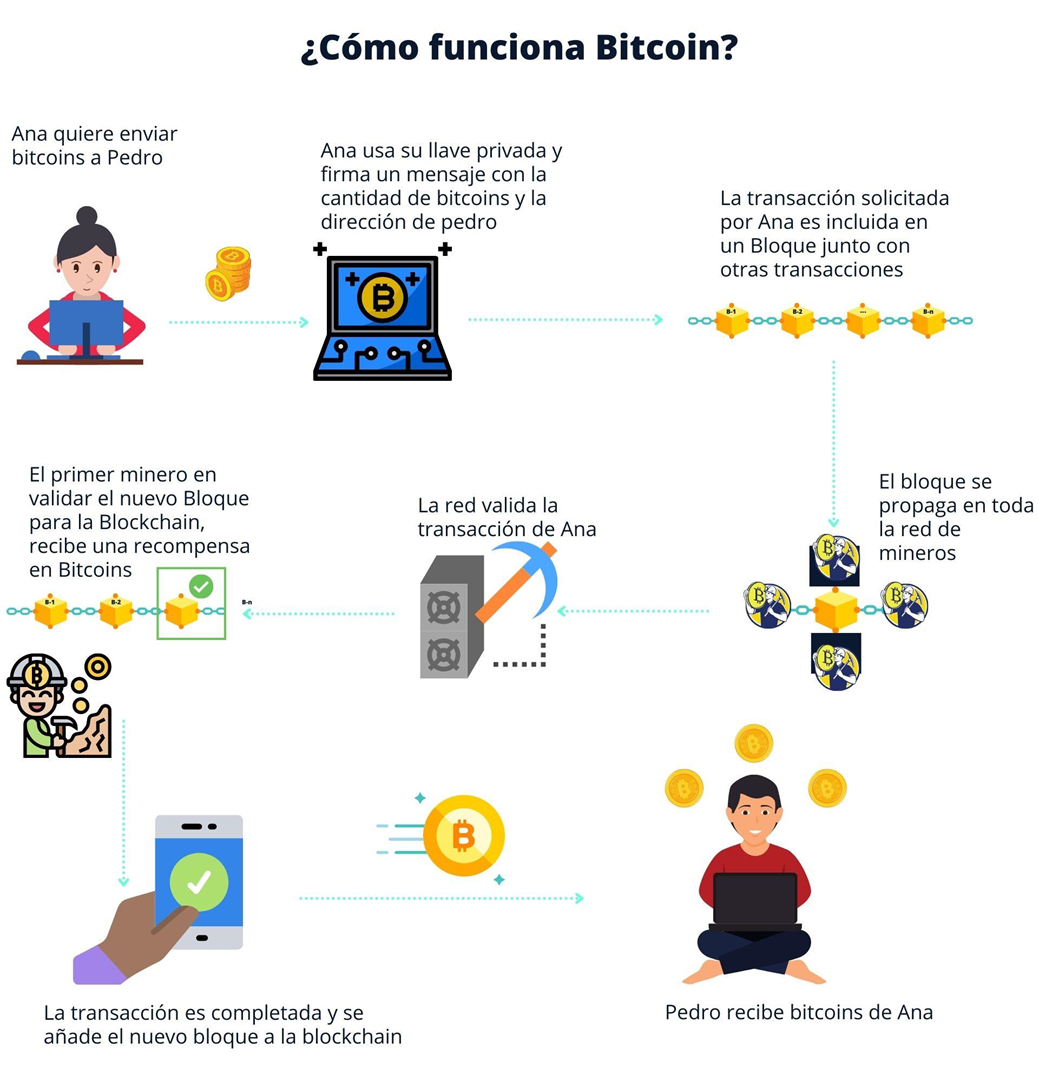 ¿Cómo funciona Bitcoin?
Ana quiere enviar
bitcoins a Pedro
Ana usa su llave privada y
firma un mensaje con la
cantidad de bitcoins y la
dirección de pedro
La transacción solicitada
por Ana es incluida en
un Bloque junto con
otras transacciones
B-1
B-2
...
B-n
El bloque se
propaga en toda
la red de
mineros
La red valida la
transacción de Ana
El primer minero en
validar el nuevo Bloque
para la Blockchain,
recibe una recompensa
en Bitcoins
B-1
B-2
B-n
La transacción es completada y se
añade el nuevo bloque a la blockchain
Pedro recibe bitcoins de Ana